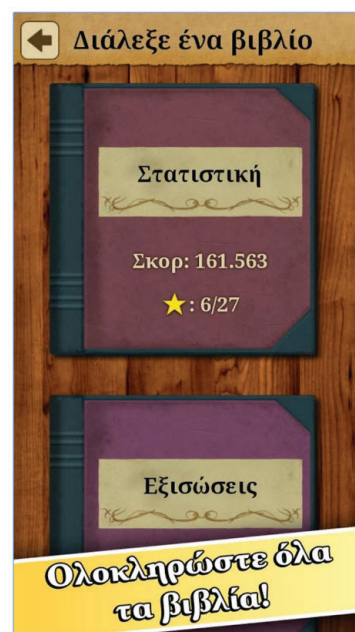 Διάλεξε ένα βιβλίο
Στατιστική
Σκορ: 161.563
⭐: 6/27
Εξισώσεις
Ολοκληρώστε όλα
τα βιβλία!